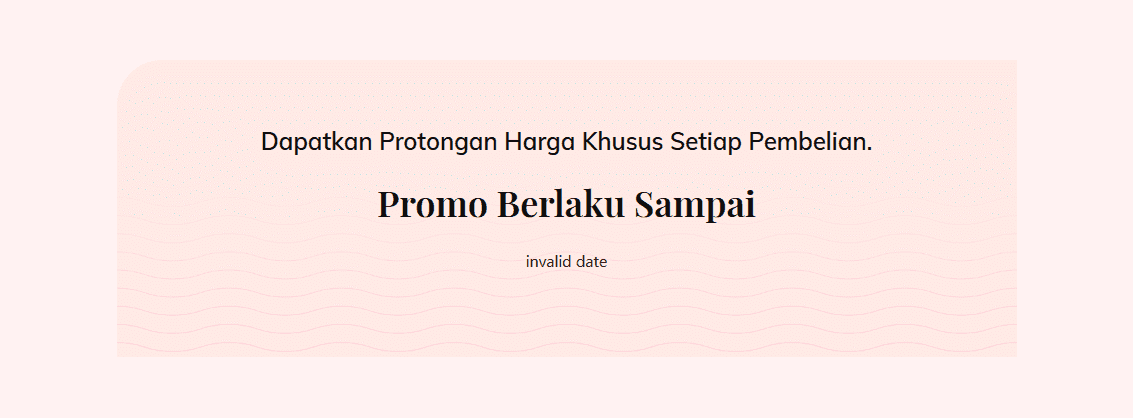 Dapatkan Protongan Harga Khusus Setiap Pembelian.
Promo Berlaku Sampai
invalid date